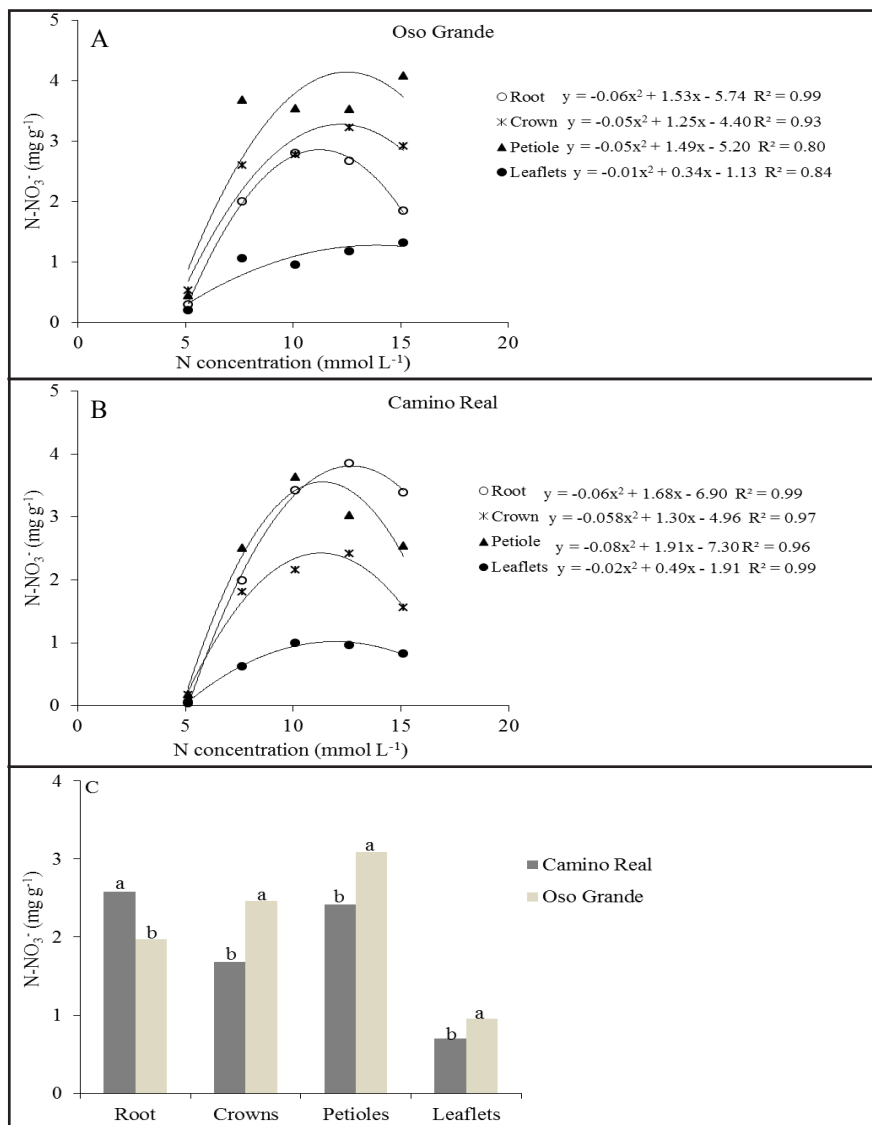 A
Oso Grande
N-NO₃⁻ (mg g⁻¹)
5
4
3
2
1
0
0 5 10 15 20
N concentration (mmol L⁻¹)
Root y = -0.06x² + 1.53x - 5.74 R² = 0.99
Crown y = -0.05x² + 1.25x - 4.40 R² = 0.93
Petiole y = -0.05x² + 1.49x - 5.20 R² = 0.80
Leaflets y = -0.01x² + 0.34x - 1.13 R² = 0.84
B
Camino Real
N-NO₃⁻ (mg g⁻¹)
5
4
3
2
1
0
0 5 10 15 20
N concentration (mmol L⁻¹)
Root y = -0.06x² + 1.68x - 6.90 R² = 0.99
Crown y = -0.058x² + 1.30x - 4.96 R² = 0.97
Petiole y = -0.08x² + 1.91x - 7.30 R² = 0.96
Leaflets y = -0.02x² + 0.49x - 1.91 R² = 0.99
C
N-NO₃⁻ (mg g⁻¹)
4
3
2
1
0
a b
b a
b a
b a
Root Crowns Petioles Leaflets
Camino Real
Oso Grande